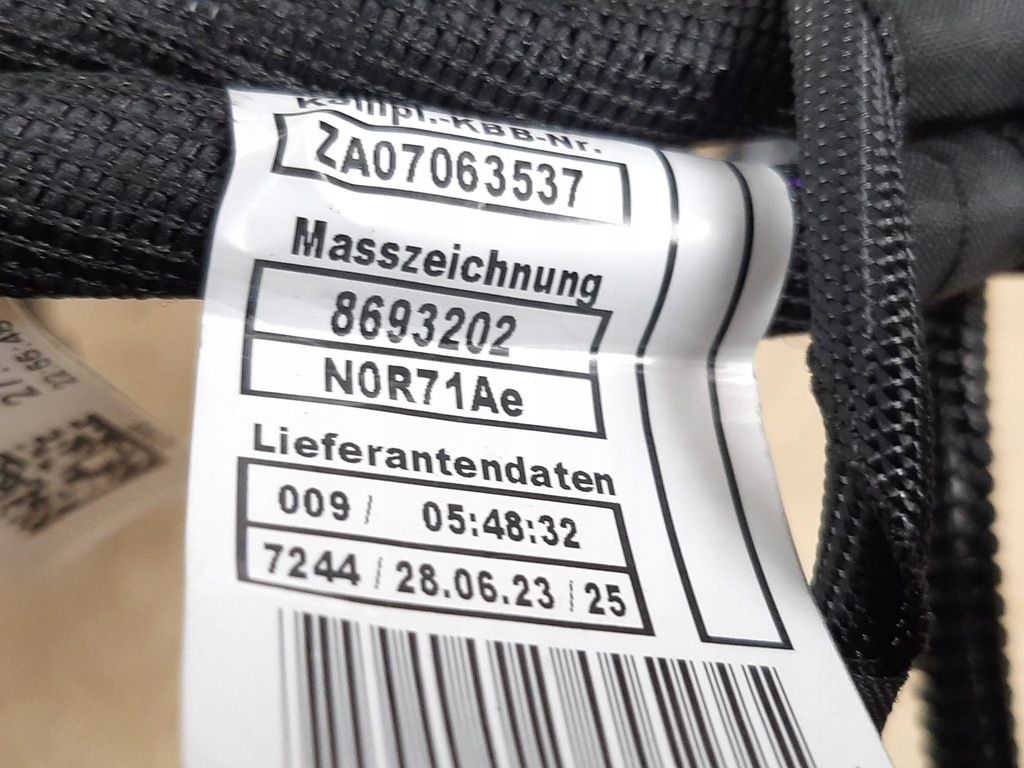 Kompl.-KBB-Nr.
ZA07063537
Masszeichnung
8693202
N0R71Ae
Lieferantendaten
009 / 05:48:32
7244 / 28.06.23 / 25